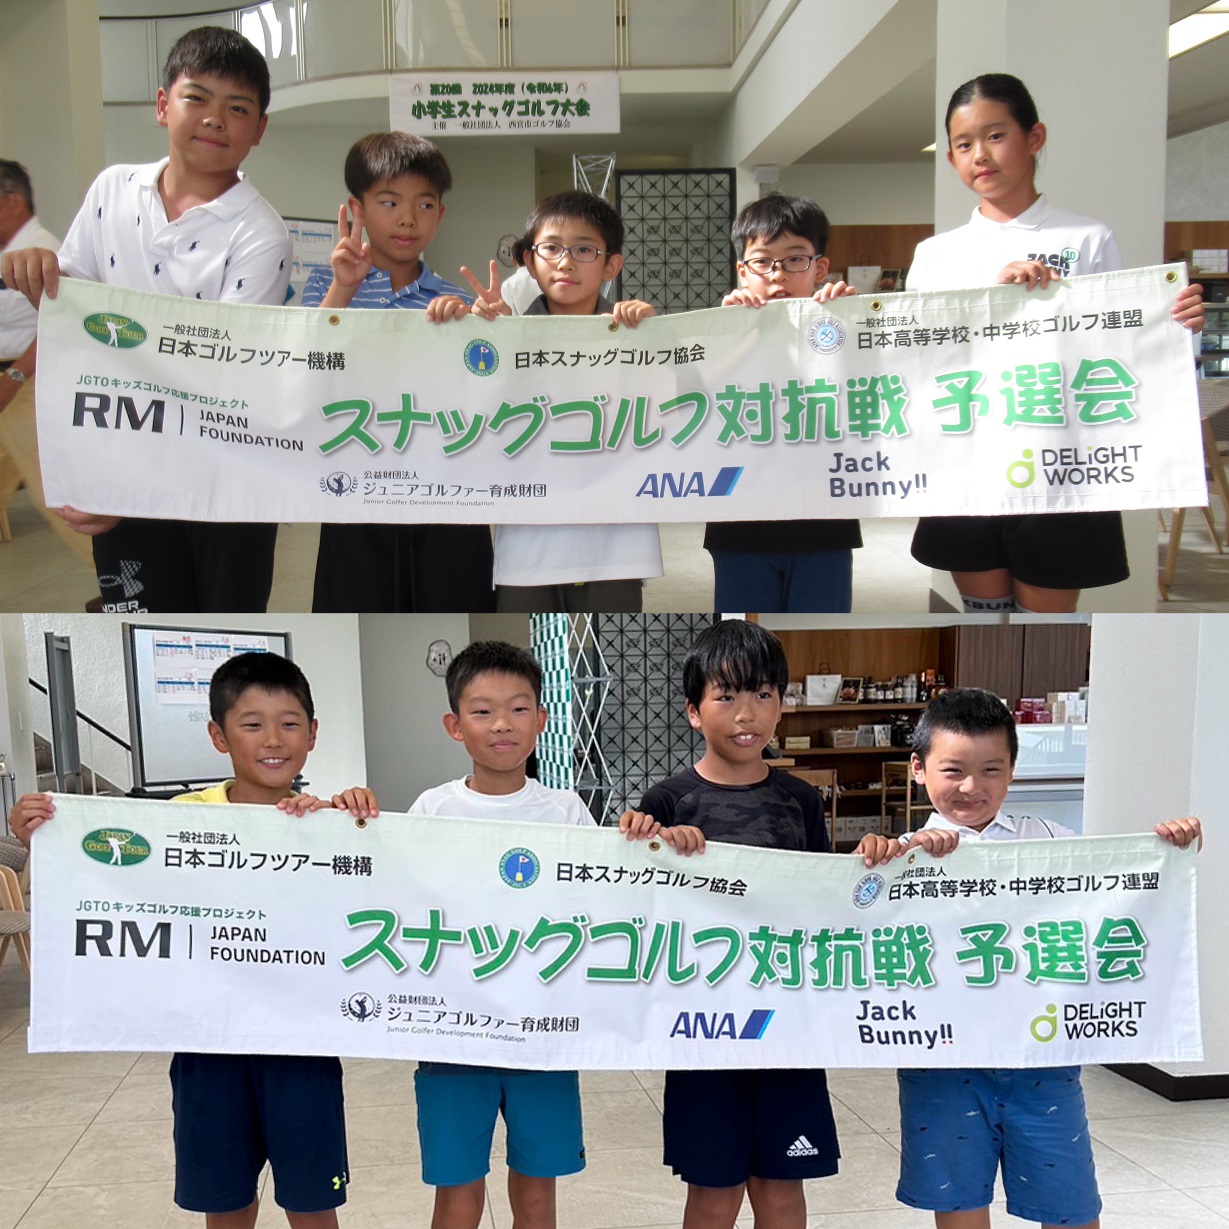 第20回 2024年度（令和6年）
小学生スナッグゴルフ大会
主催 一般社団法人 西宮市ゴルフ協会
JACK
10
JAPAN
GOLF TOUR
一般社団法人
日本ゴルフツアー機構
日本スナッグゴルフ協会
一般社団法人
日本高等学校・中学校ゴルフ連盟
JGTOキッズゴルフ応援プロジェクト
RM | JAPAN
FOUNDATION
スナッグゴルフ対抗戦 予選会
公益財団法人
ジュニアゴルファー育成財団
Junior Golfer Development Foundation
ANA
Jack
Bunny!!
DELiGHT
WORKS
UNDER
KBUN
JAPAN
GOLF TOUR
一般社団法人
日本ゴルフツアー機構
日本スナッグゴルフ協会
一般社団法人
日本高等学校・中学校ゴルフ連盟
JGTOキッズゴルフ応援プロジェクト
RM | JAPAN
FOUNDATION
スナッグゴルフ対抗戦 予選会
公益財団法人
ジュニアゴルファー育成財団
Junior Golfer Development Foundation
ANA
Jack
Bunny!!
DELiGHT
WORKS
adidas